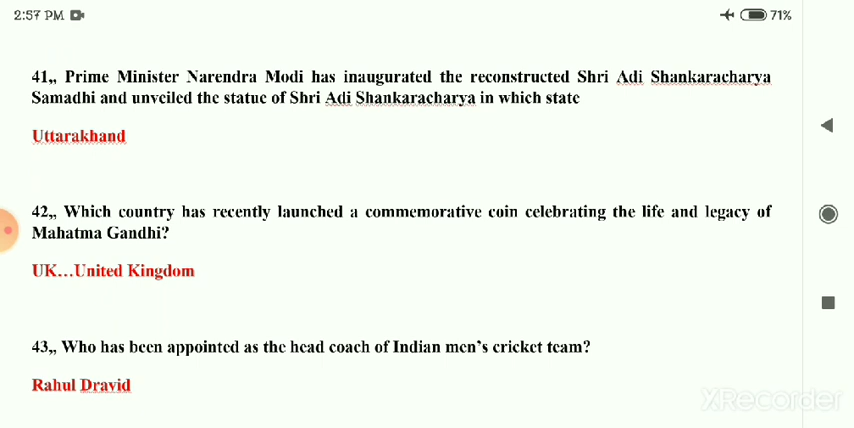 2:57 PM
71%
41,, Prime Minister Narendra Modi has inaugurated the reconstructed Shri Adi Shankaracharya
Samadhi and unveiled the statue of Shri Adi Shankaracharya in which state
Uttarakhand
42,, Which country has recently launched a commemorative coin celebrating the life and legacy of
Mahatma Gandhi?
UK...United Kingdom
43,, Who has been appointed as the head coach of Indian men's cricket team?
Rahul Dravid
XRecorder